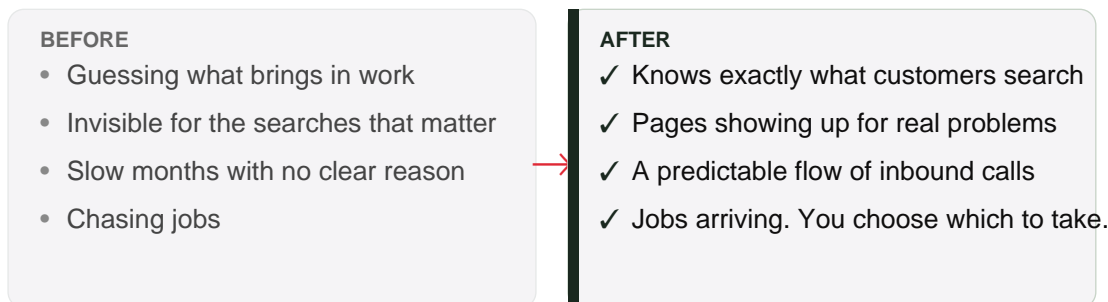 BEFORE
• Guessing what brings in work
• Invisible for the searches that matter
• Slow months with no clear reason
• Chasing jobs
AFTER
✓ Knows exactly what customers search
✓ Pages showing up for real problems
✓ A predictable flow of inbound calls
✓ Jobs arriving. You choose which to take.